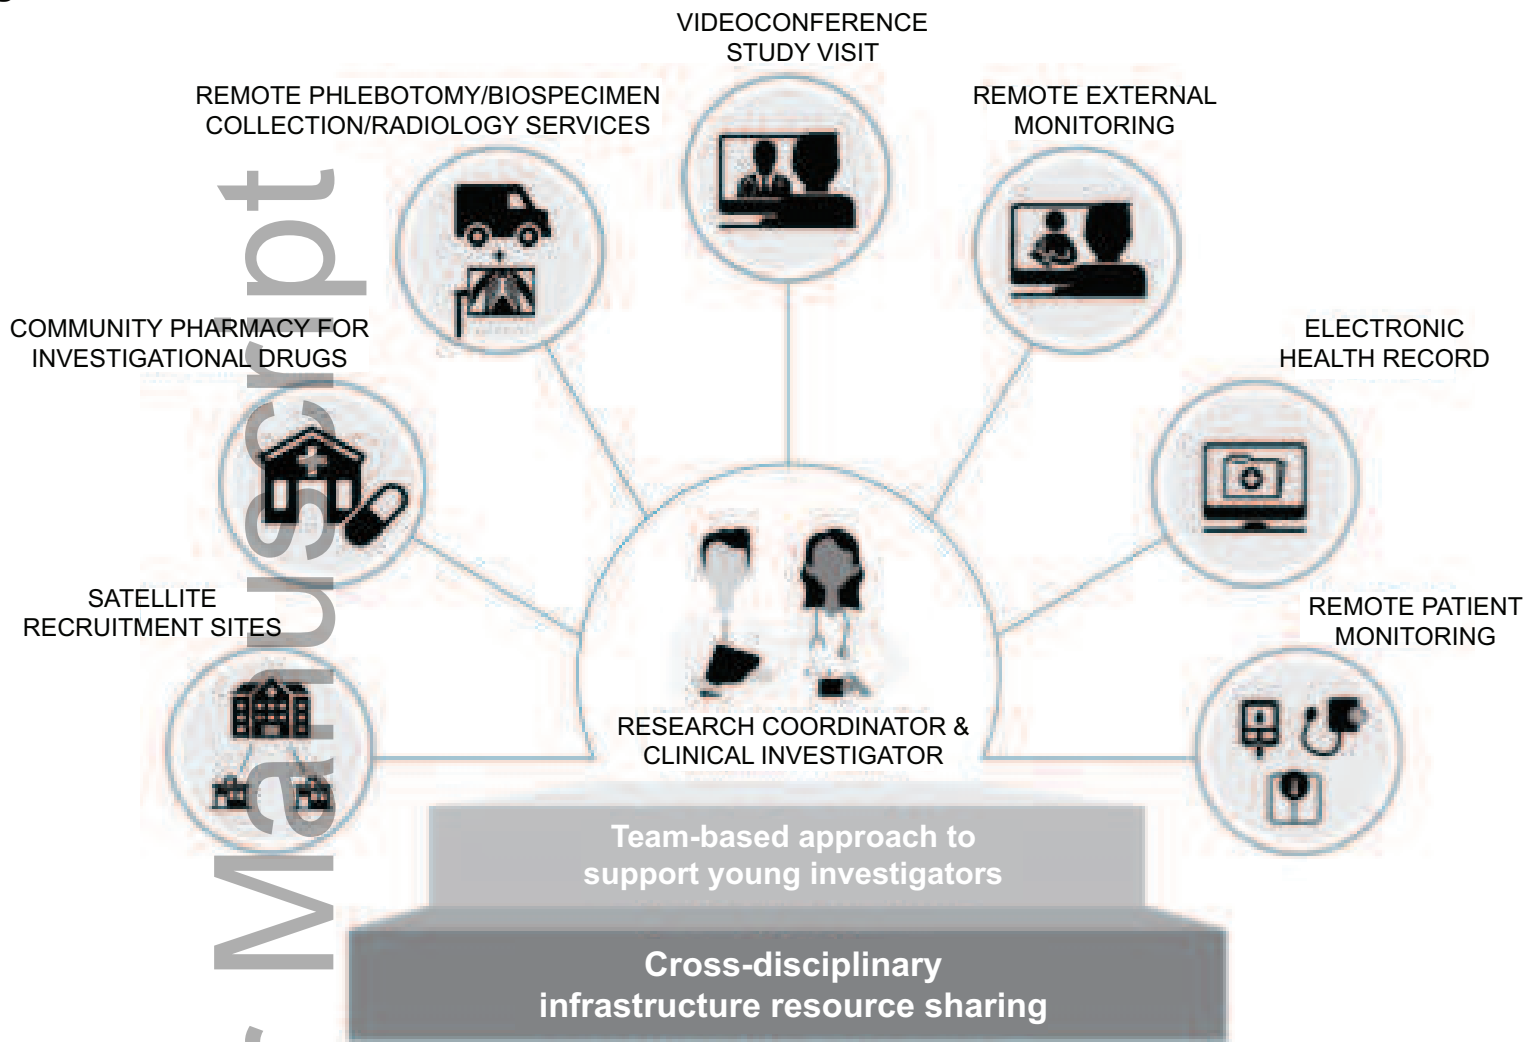 VIDEOCONFERENCE
STUDY VISIT
REMOTE PHLEBOTOMY/BIOSPECIMEN
COLLECTION/RADIOLOGY SERVICES
REMOTE EXTERNAL
MONITORING
COMMUNITY PHARMACY FOR
INVESTIGATIONAL DRUGS
ELECTRONIC
HEALTH RECORD
SATELLITE
RECRUITMENT SITES
REMOTE PATIENT
MONITORING
RESEARCH COORDINATOR &
CLINICAL INVESTIGATOR
Team-based approach to
support young investigators
Cross-disciplinary
infrastructure resource sharing
Manuscript